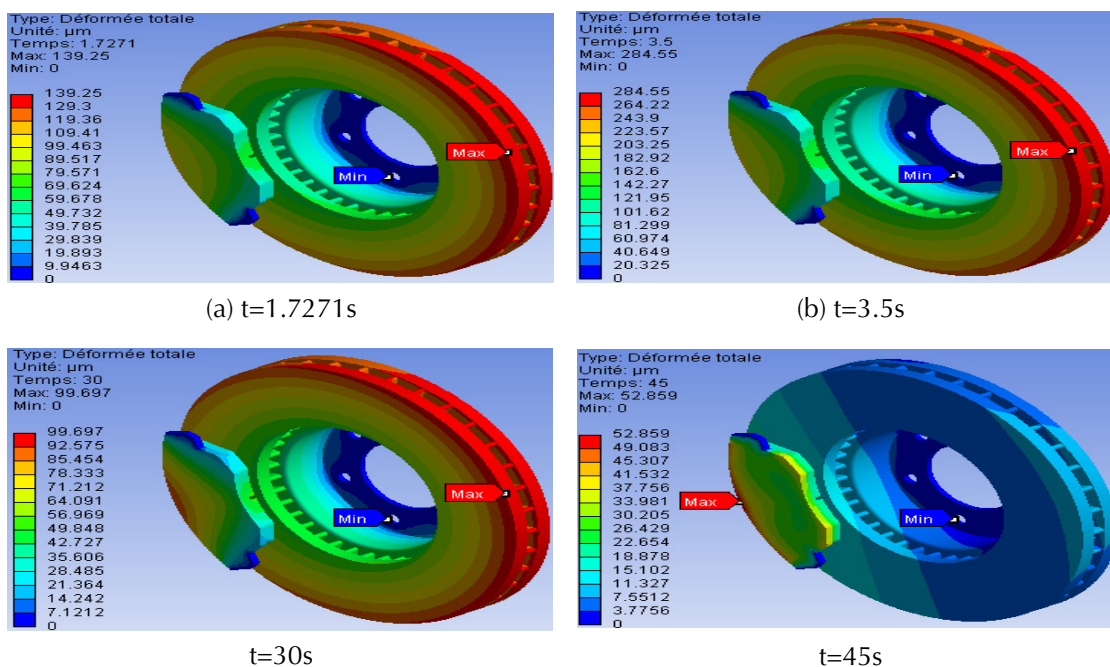 Type: Déformée totale
Unité: µm
Temps: 1.7271
Max: 139.25
Min: 0
139.25
129.3
119.36
109.41
99.463
89.517
79.571
69.624
59.678
49.732
39.785
29.839
19.893
9.9463
0
Max
Min
(a) t=1.7271s
Type: Déformée totale
Unité: µm
Temps: 3.5
Max: 284.55
Min: 0
284.55
264.22
243.9
223.57
203.25
182.92
162.6
142.27
121.95
101.62
81.299
60.974
40.649
20.325
0
Max
Min
(b) t=3.5s
Type: Déformée totale
Unité: µm
Temps: 30
Max: 99.697
Min: 0
99.697
92.575
85.454
78.333
71.212
64.091
56.969
49.848
42.727
35.606
28.485
21.364
14.242
7.1212
0
Max
Min
t=30s
Type: Déformée totale
Unité: µm
Temps: 45
Max: 52.859
Min: 0
52.859
49.083
45.307
41.532
37.756
33.981
30.205
26.429
22.654
18.878
15.102
11.327
7.5512
3.7756
0
Max
Min
t=45s